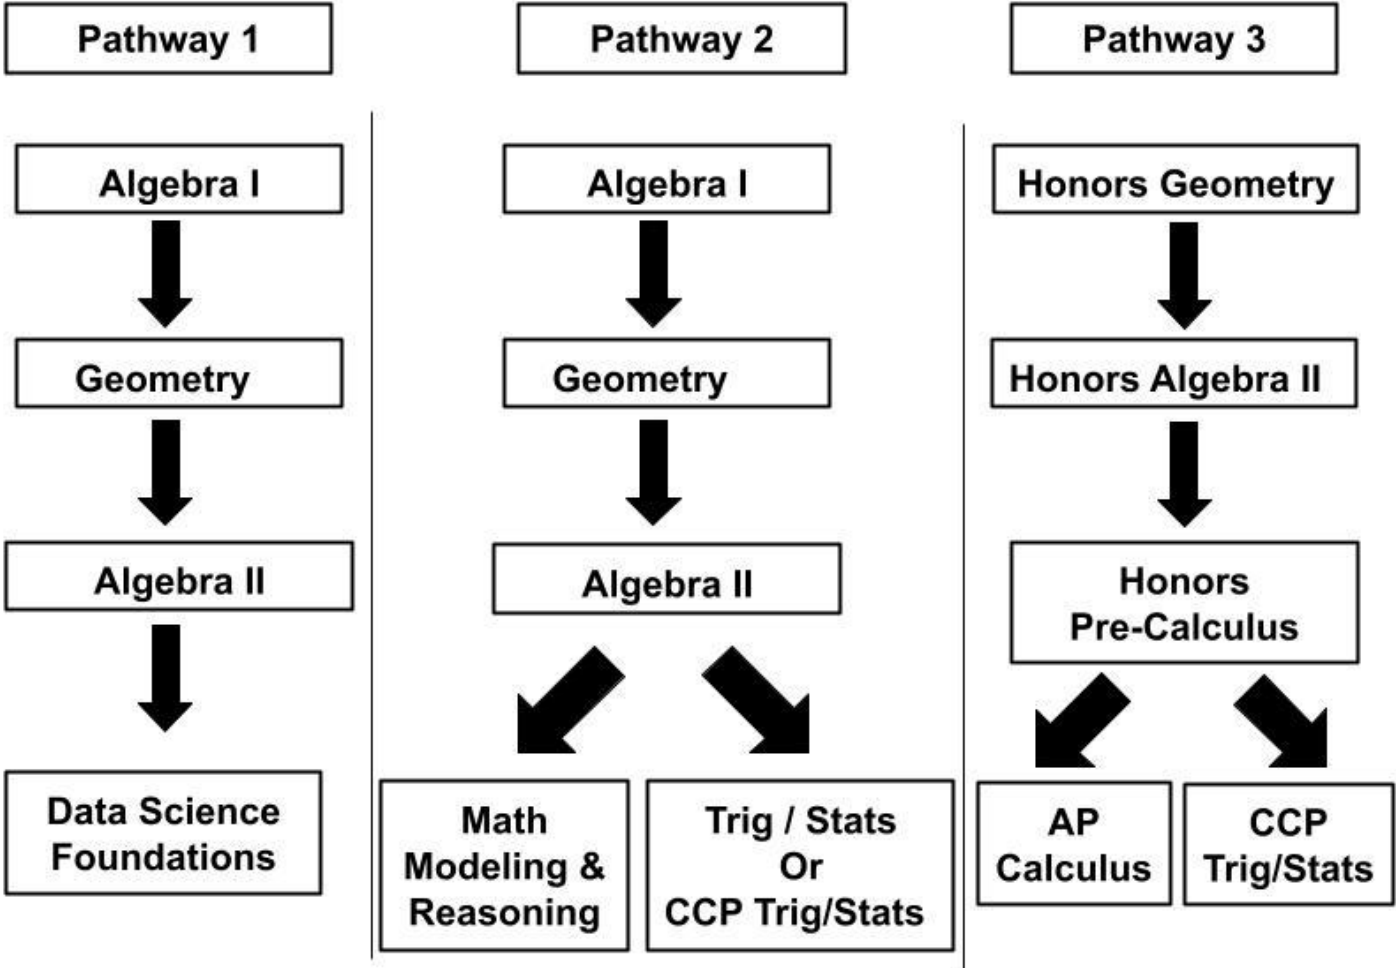 Pathway 1
Algebra I
Geometry
Algebra II
Data Science
Foundations
Pathway 2
Algebra I
Geometry
Algebra II
Math
Modeling &
Reasoning
Trig / Stats
Or
CCP Trig/Stats
Pathway 3
Honors Geometry
Honors Algebra II
Honors
Pre-Calculus
AP
Calculus
CCP
Trig/Stats